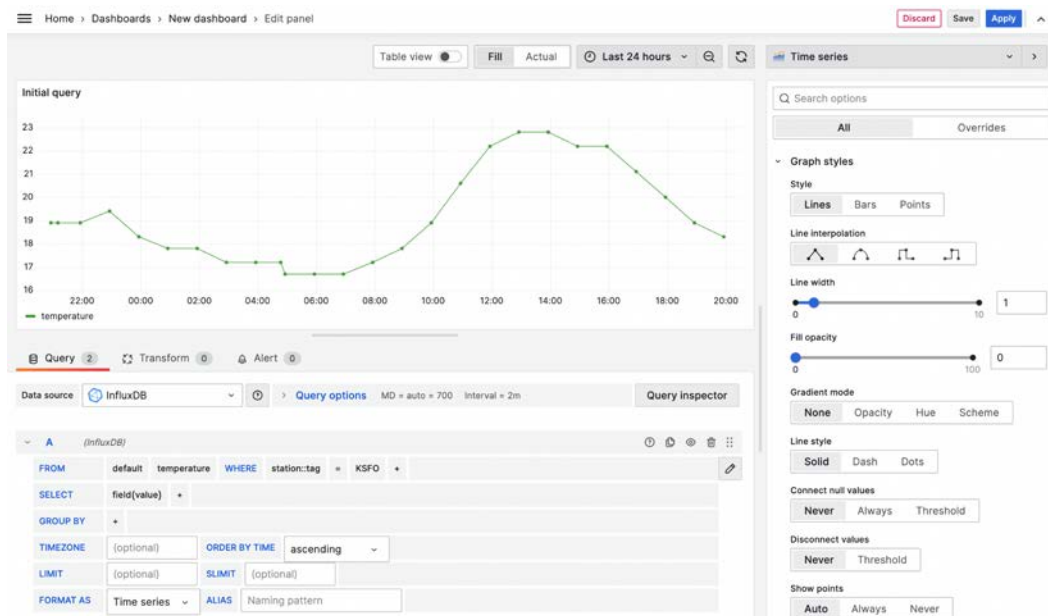 Home > Dashboards > New dashboard > Edit panel
Discard Save Apply
Table view Fill Actual Last 24 hours
Time series
Initial query
23
22
21
20
19
18
17
16
22:00 00:00 02:00 04:00 06:00 08:00 10:00 12:00 14:00 16:00 18:00 20:00
temperature
Search options
All Overrides
Graph styles
Style
Lines Bars Points
Line interpolation
Line width
0 10 1
Fill opacity
0 100 0
Gradient mode
None Opacity Hue Scheme
Line style
Solid Dash Dots
Connect null values
Never Always Threshold
Disconnect values
Never Threshold
Show points
Auto Always Never
Query 2 Transform 0 Alert 0
Data source InfluxDB > Query options MD = auto = 700 Interval = 2m Query inspector
A (InfluxDB)
FROM default temperature WHERE station::tag = KSFO +
SELECT field(value) +
GROUP BY +
TIMEZONE (optional) ORDER BY TIME ascending
LIMIT (optional) SLIMIT (optional)
FORMAT AS Time series ALIAS Naming pattern